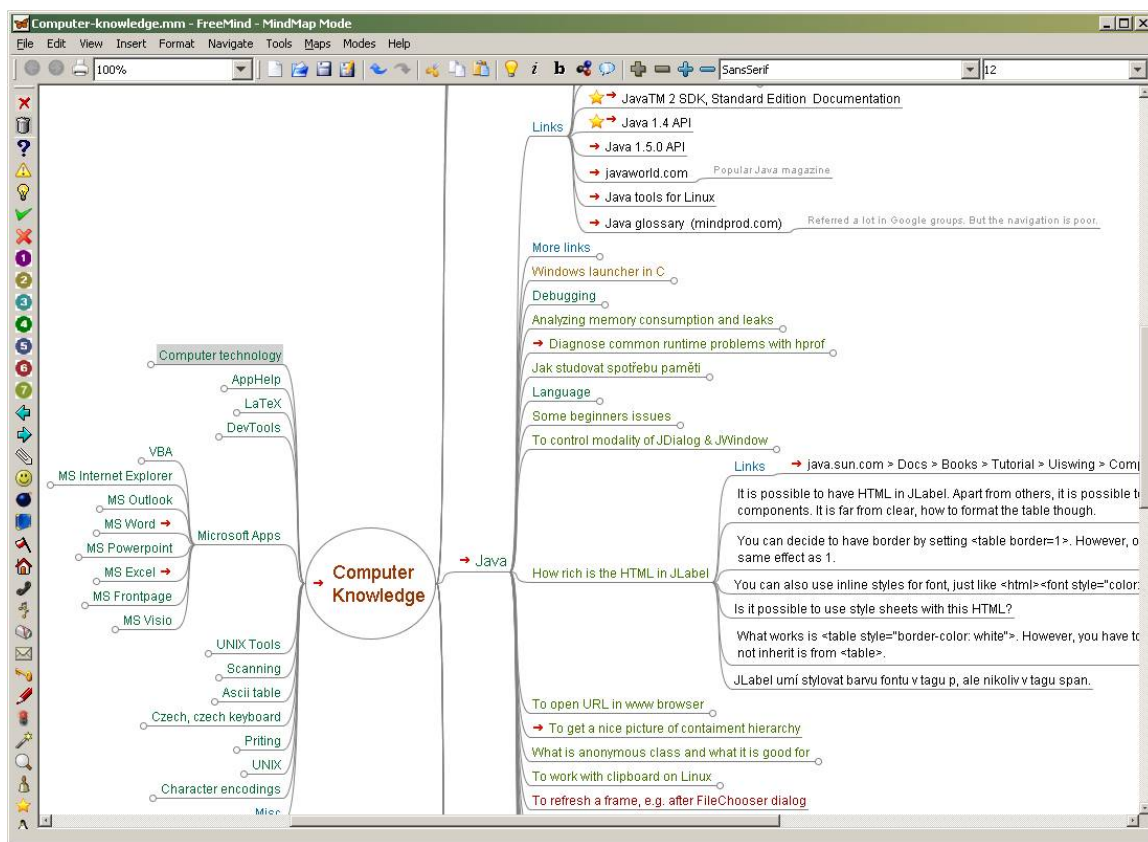 Computer-knowledge.mm - FreeMind - MindMap Mode
File Edit View Insert Format Navigate Tools Maps Modes Help
100%
i b
SansSerif
12
JavaTM 2 SDK, Standard Edition Documentation
Links
Java 1.4 API
Java 1.5.0 API
javaworld.com
Popular Java magazine
Java tools for Linux
Java glossary (mindprod.com)
Referred a lot in Google groups. But the navigation is poor.
More links
Windows launcher in C
Debugging
Analyzing memory consumption and leaks
Diagnose common runtime problems with hprof
Jak studovat spotřebu paměti
Language
Some beginners issues
To control modality of JDialog & JWindow
Computer technology
AppHelp
LaTeX
DevTools
VBA
MS Internet Explorer
MS Outlook
MS Word
Microsoft Apps
MS Powerpoint
MS Excel
MS Frontpage
MS Visio
Computer
Knowledge
Java
How rich is the HTML in JLabel
Links
java.sun.com > Docs > Books > Tutorial > Uiswing > Comp
It is possible to have HTML in JLabel. Apart from others, it is possible to
components. It is far from clear, how to format the table though.
You can decide to have border by setting <table border=1>. However, o
same effect as 1.
You can also use inline styles for font, just like <html><font style="color:
Is it possible to use style sheets with this HTML?
What works is <table style="border-color: white">. However, you have to
not inherit is from <table>.
JLabel umí stylovat barvu fontu v tagu p, ale nikoliv v tagu span.
UNIX Tools
Scanning
Ascii table
Czech, czech keyboard
Priting
UNIX
Character encodings
Misc
To open URL in www browser
To get a nice picture of contaiment hierarchy
What is anonymous class and what it is good for
To work with clipboard on Linux
To refresh a frame, e.g. after FileChooser dialog
1
2
3
4
5
6
7